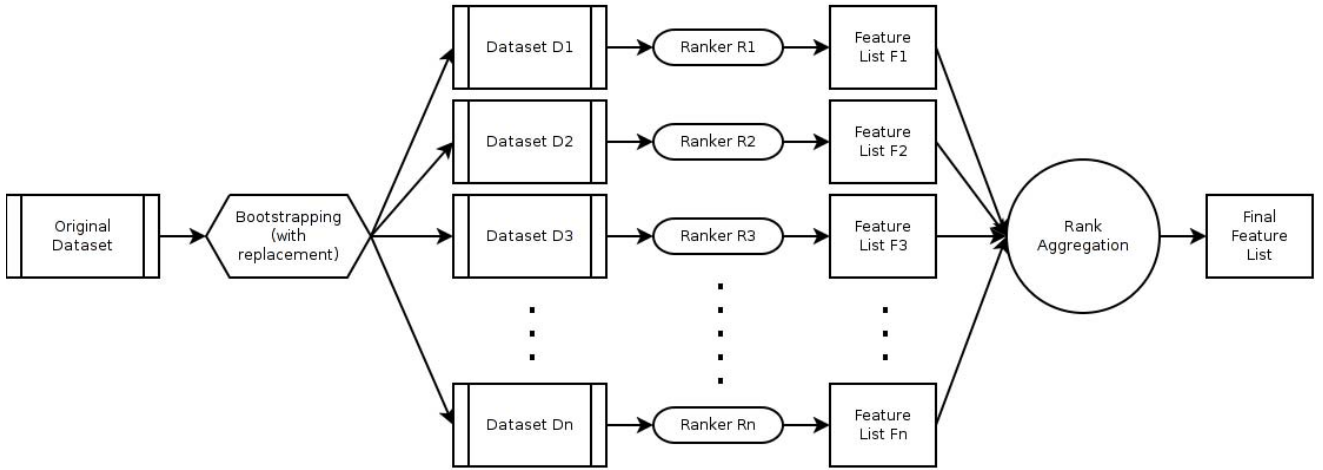 Original
Dataset
Bootstrapping
(with
replacement)
Dataset D1
Ranker R1
Feature
List F1
Dataset D2
Ranker R2
Feature
List F2
Dataset D3
Ranker R3
Feature
List F3
Dataset Dn
Ranker Rn
Feature
List Fn
Rank
Aggregation
Final
Feature
List